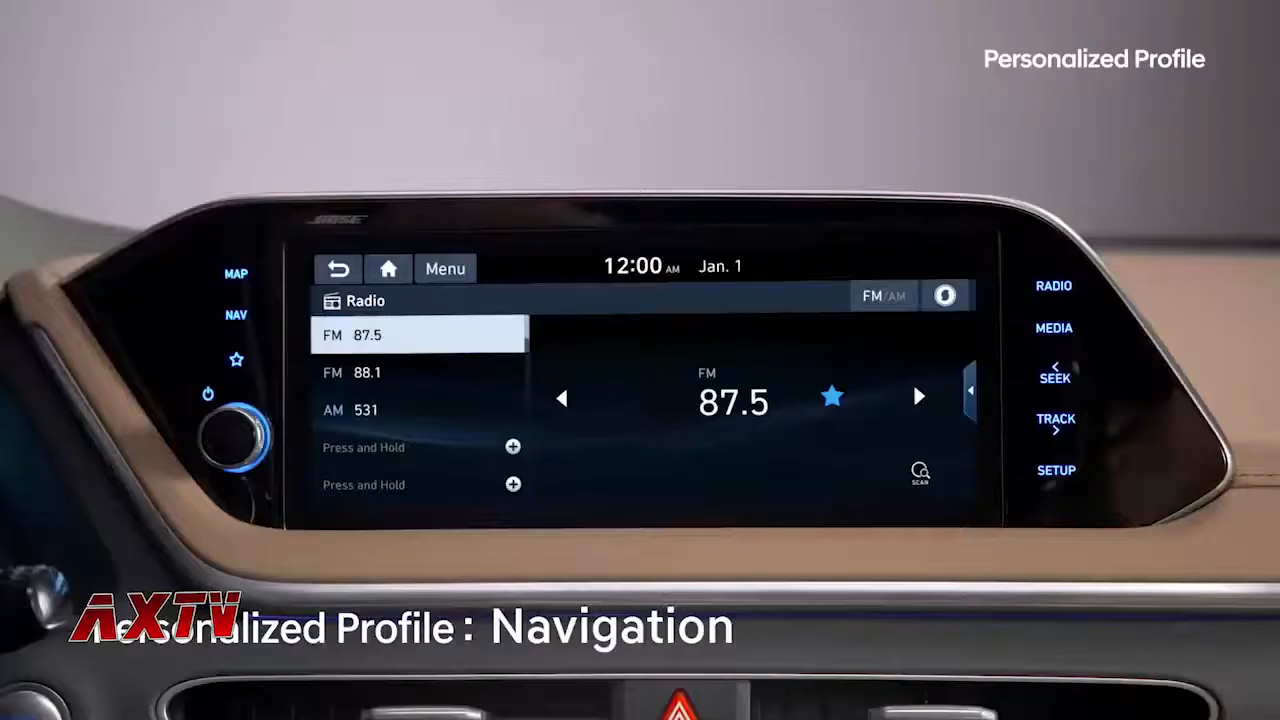 Personalized Profile
BOSE
MAP
NAV
Menu
12:00 AM Jan. 1
Radio
FM/AM
FM 87.5
FM 88.1
AM 531
Press and Hold
Press and Hold
FM
87.5
SCAN
RADIO
MEDIA
SEEK
TRACK
SETUP
AXTV
Personalized Profile : Navigation